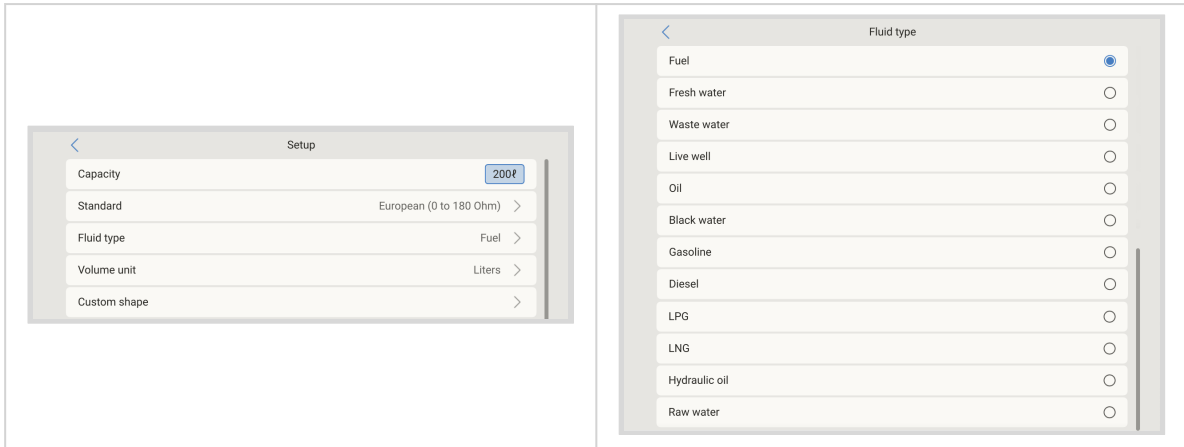 Setup
Capacity 200ℓ
Standard European (0 to 180 Ohm)
Fluid type Fuel
Volume unit Liters
Custom shape
Fluid type
Fuel
Fresh water
Waste water
Live well
Oil
Black water
Gasoline
Diesel
LPG
LNG
Hydraulic oil
Raw water